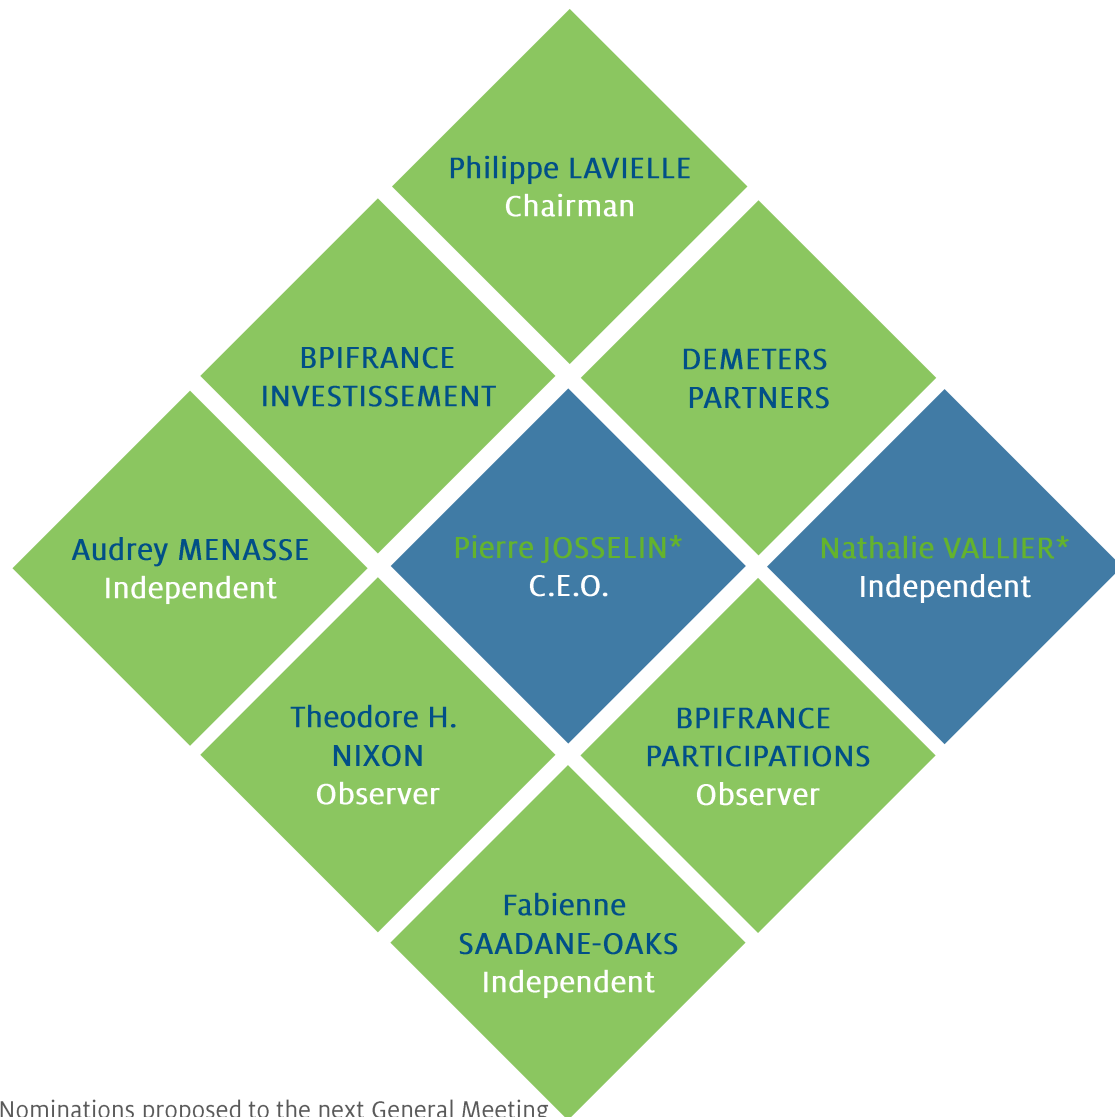 Philippe LAVIELLE
Chairman
BPIFRANCE
INVESTISSEMENT
DEMETERS
PARTNERS
Audrey MENASSE
Independent
Pierre JOSSELIN*
C.E.O.
Nathalie VALLIER*
Independent
Theodore H.
NIXON
Observer
BPIFRANCE
PARTICIPATIONS
Observer
Fabienne
SAADANE-OAKS
Independent
Nominations proposed to the next General Meeting